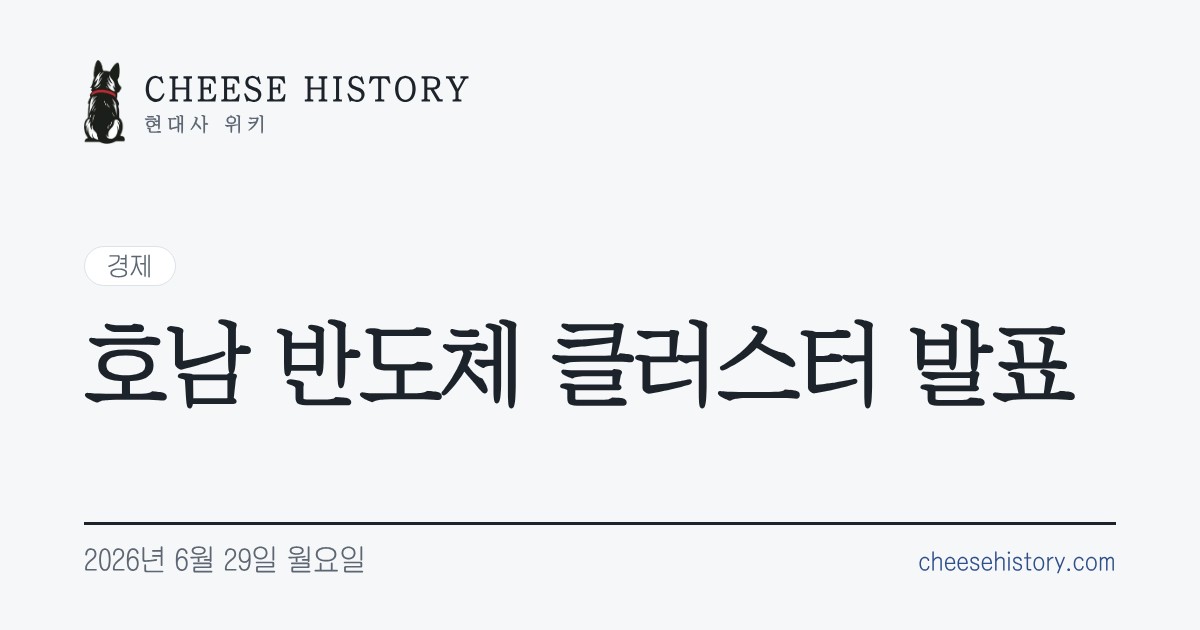 CHEESE HISTORY
현대사 위키
경제
호남 반도체 클러스터 발표
2026년 6월 29일 월요일
cheesehistory.com